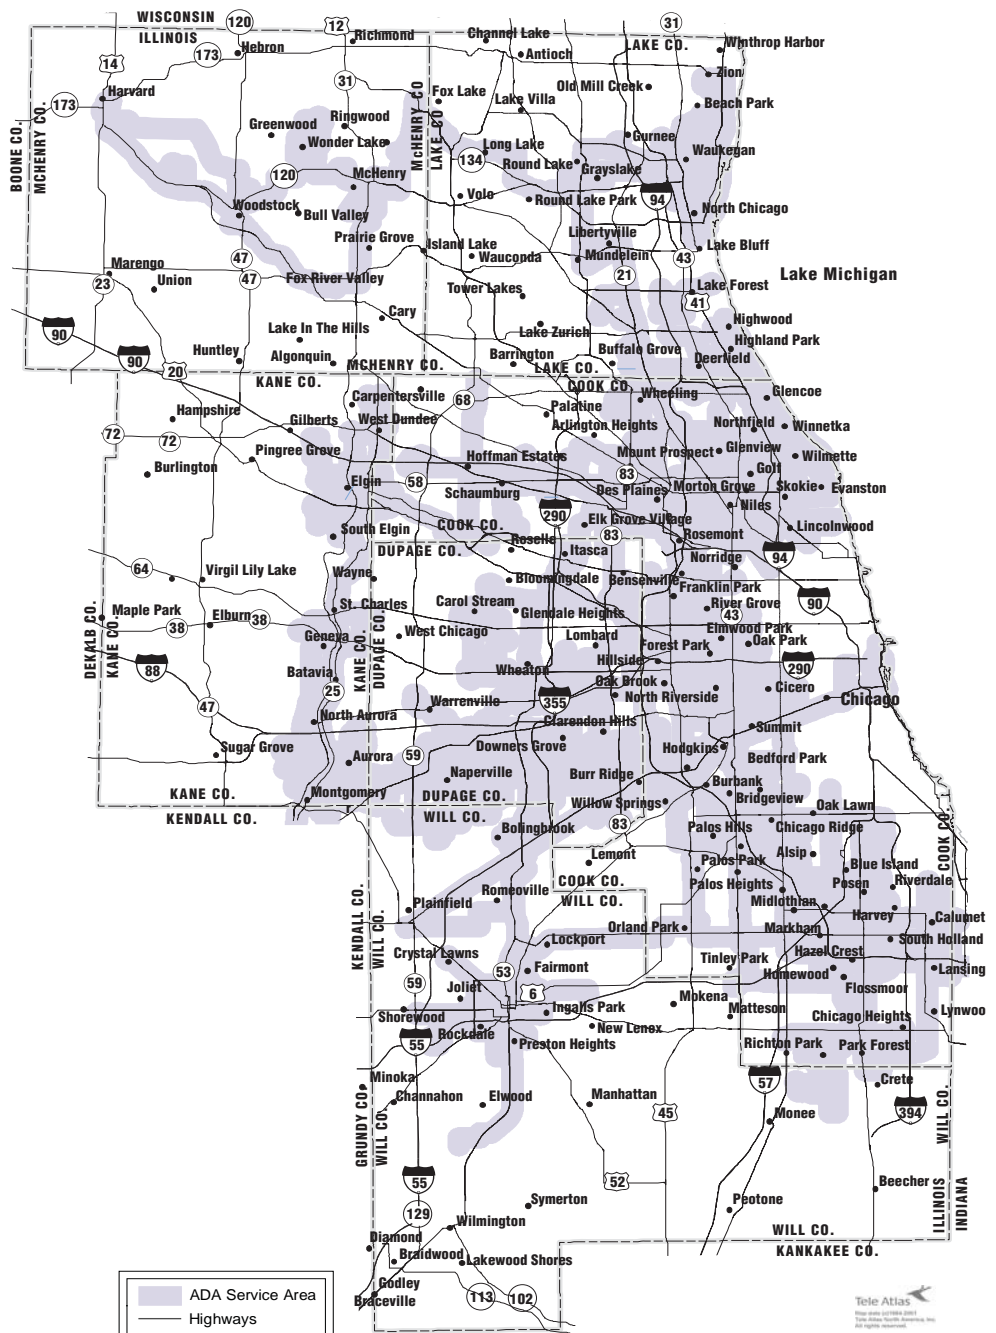 WISCONSIN
ILLINOIS
120
12
31
Richmond
Channel Lake
LAKE CO.
Winthrop Harbor
Hebron
173
Antioch
14
Zion
Harvard
31
Old Mill Creek
173
Fox Lake
Lake Villa
Beach Park
BOONE CO.
MCHENRY CO.
MCHENRY CO
LAKE CO
Greenwood
Ringwood
Gurnee
Wonder Lake
Long Lake
Waukegan
134
Round Lake
Grayslake
120
McHenry
94
Volo
Round Lake Park
Woodstock
Bull Valley
North Chicago
Libertyville
Prairie Grove
Island Lake
Lake Bluff
47
Wauconda
Mundelein
43
Marengo
21
Lake Michigan
23
Union
47
Fox River Valley
Tower Lakes
Lake Forest
41
90
Cary
Highwood
Lake In The Hills
Lake Zurich
Highland Park
90
Huntley
Algonquin
Barrington
Buffalo Grove
Deerfield
MCHENRY CO.
LAKE CO.
20
KANE CO.
COOK CO.
Carpentersville
68
Wheeling
Glencoe
Hampshire
Gilberts
West Dundee
Palatine
Arlington Heights
Northfield
Winnetka
72
72
Pingree Grove
Hoffman Estates
Mount Prospect
Glenview
Wilmette
Burlington
83
Golf
Elgin
58
Schaumburg
Des Plaines
Morton Grove
Skokie
Evanston
Niles
290
South Elgin
COOK CO.
Elk Grove Village
Lincolnwood
Roselle
83
Rosemont
DUPAGE CO.
Itasca
94
Norridge
64
Virgil Lily Lake
Wayne
Bloomingdale
Bensenville
Franklin Park
90
Maple Park
St. Charles
Carol Stream
Glendale Heights
River Grove
DEKALB CO.
KANE CO.
38
Elburn
38
43
Geneva
West Chicago
Lombard
Elmwood Park
Forest Park
Oak Park
KANE CO.
DUPAGE CO.
88
Batavia
Wheaton
Hillside
290
25
Oak Brook
Cicero
47
355
North Riverside
Chicago
Warrenville
North Aurora
Clarendon Hills
Summit
Sugar Grove
59
Downers Grove
Hodgkins
Aurora
Bedford Park
Naperville
Burr Ridge
Burbank
KANE CO.
Montgomery
DUPAGE CO.
Bridgeview
Willow Springs
Oak Lawn
KENDALL CO.
WILL CO.
83
Bolingbrook
Palos Hills
Chicago Ridge
COOK CO.
Lemont
Alsip
Palos Park
Blue Island
COOK CO.
Palos Heights
Posen
Riverdale
Romeoville
WILL CO.
Midlothian
Plainfield
Harvey
Calumet
KENDALL CO.
WILL CO.
Orland Park
Markham
Lockport
South Holland
Crystal Lawns
Hazel Crest
Tinley Park
53
Fairmont
Homewood
Lansing
59
Joliet
6
Flossmoor
Mokena
Ingalls Park
Matteson
Chicago Heights
Lynwoo
Shorewood
Rockdale
New Lenox
55
Preston Heights
Richton Park
Park Forest
Minoka
57
Crete
Channahon
Elwood
Manhattan
GRUNDY CO.
WILL CO.
45
Monee
394
WILL CO.
55
52
Beecher
Symerton
Peotone
ILLINOIS
INDIANA
129
Wilmington
WILL CO.
Diamond
KANKAKEE CO.
Braidwood
Lakewood Shores
Godley
113
102
Braceville
ADA Service Area
Highways
Tele Atlas
Map data (c)1984-2001
Tele Atlas North America, Inc.
All rights reserved.